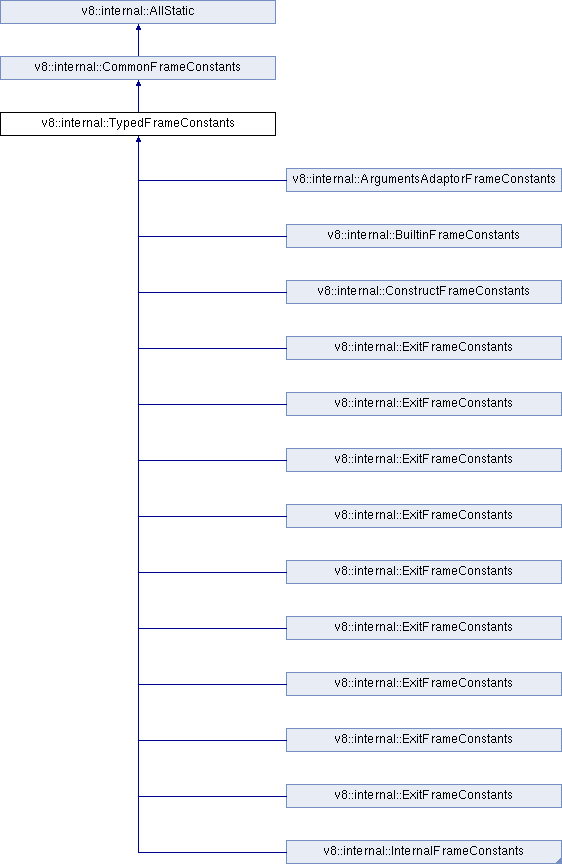 v8::internal::AllStatic
v8::internal::CommonFrameConstants
v8::internal::TypedFrameConstants
v8::internal::ArgumentsAdaptorFrameConstants
v8::internal::BuiltinFrameConstants
v8::internal::ConstructFrameConstants
v8::internal::ExitFrameConstants
v8::internal::ExitFrameConstants
v8::internal::ExitFrameConstants
v8::internal::ExitFrameConstants
v8::internal::ExitFrameConstants
v8::internal::ExitFrameConstants
v8::internal::ExitFrameConstants
v8::internal::ExitFrameConstants
v8::internal::ExitFrameConstants
v8::internal::InternalFrameConstants